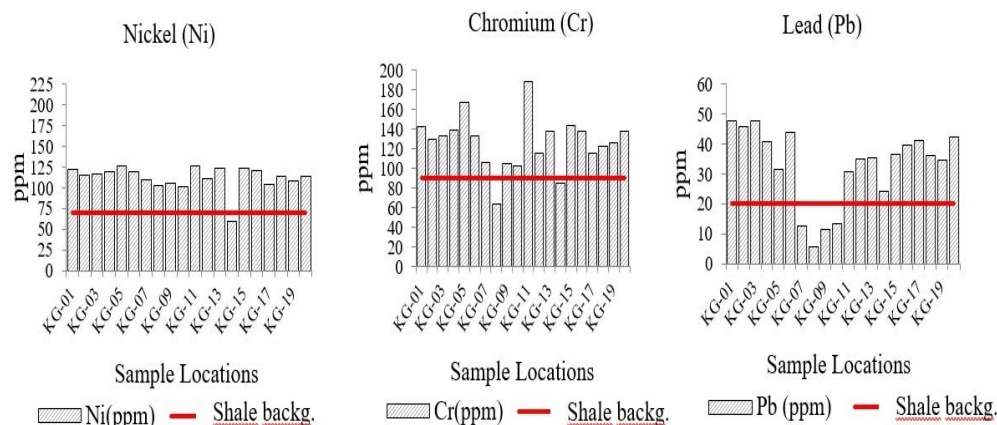 Nickel (Ni)
225
200
175
150
125
100
75
50
25
0
ppm
KG-01
KG-03
KG-05
KG-07
KG-09
KG-11
KG-13
KG-15
KG-17
KG-19
Sample Locations
Ni(ppm) Shale backg.
Chromium (Cr)
200
180
160
140
120
100
80
60
40
20
0
ppm
KG-01
KG-03
KG-05
KG-07
KG-09
KG-11
KG-13
KG-15
KG-17
KG-19
Sample Locations
Cr(ppm) Shale backg.
Lead (Pb)
60
50
40
30
20
10
0
ppm
KG-01
KG-03
KG-05
KG-07
KG-09
KG-11
KG-13
KG-15
KG-17
KG-19
Sample Locations
Pb (ppm) Shale backg.